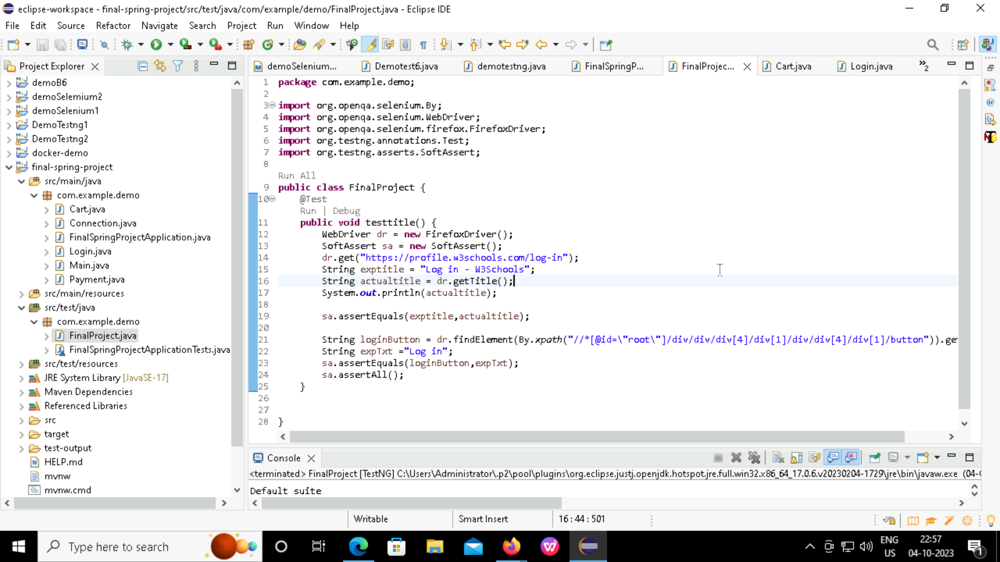 eclipse-workspace - final-spring-project/src/test/java/com/example/demo/FinalProject.java - Eclipse IDE
File Edit Source Refactor Navigate Search Project Run Window Help
Project Explorer
demoB6
demoSelemium2
demoSelenium1
DemoTestng1
DemoTestng2
docker-demo
final-spring-project
src/main/java
com.example.demo
Cart.java
Connection.java
FinalSpringProjectApplication.java
Login.java
Main.java
Payment.java
src/main/resources
src/test/java
com.example.demo
FinalProject.java
FinalSpringProjectApplicationTests.java
src/test/resources
JRE System Library [JavaSE-17]
Maven Dependencies
Referenced Libraries
src
target
test-output
HELP.md
mvnw
mvnw.cmd
demoSelenium... Demotest6.java demotestng.java FinalSpringP... FinalProjec... Cart.java Login.java »2
1 package com.example.demo;
2
3 import org.openqa.selenium.By;
4 import org.openqa.selenium.WebDriver;
5 import org.openqa.selenium.firefox.FirefoxDriver;
6 import org.testng.annotations.Test;
7 import org.testng.asserts.SoftAssert;
8
Run All
9 public class FinalProject {
10 @Test
Run | Debug
11 public void testtitle() {
12 WebDriver dr = new FirefoxDriver();
13 SoftAssert sa = new SoftAssert();
14 dr.get("https://profile.w3schools.com/log-in");
15 String exptitle = "Log in - W3Schools";
16 String actualtitle = dr.getTitle();
17 System.out.println(actualtitle);
18
19 sa.assertEquals(exptitle,actualtitle);
20
21 String loginButton = dr.findElement(By.xpath("//*[@id=\"root\"]/div/div/div[4]/div[1]/div/div[4]/div[1]/button")).ge
22 String expTxt ="Log in";
23 sa.assertEquals(loginButton,expTxt);
24 sa.assertAll();
25 }
26
27
28 }
Console
<terminated> FinalProject [TestNG] C:\Users\Administrator\.p2\pool\plugins\org.eclipse.justj.openjdk.hotspot.jre.full.win32.x86_64_17.0.6.v20230204-1729\jre\bin\javaw.exe (04-
Default suite
Writable Smart Insert 16 : 44 : 501
Type here to search
ENG
US
22:57
04-10-2023
1